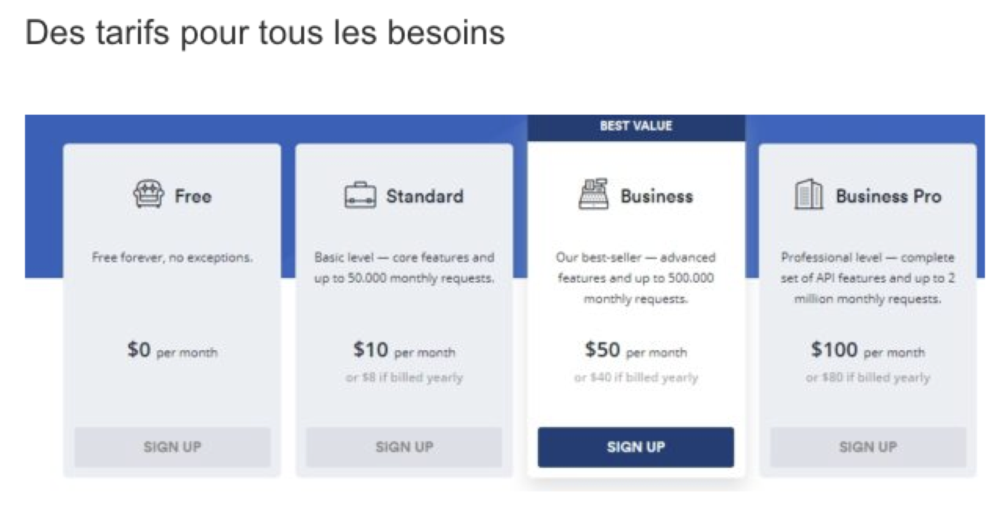 Des tarifs pour tous les besoins
BEST VALUE
Free
Free forever, no exceptions.
$0 per month
SIGN UP
Standard
Basic level — core features and
up to 50.000 monthly requests.
$10 per month
or $8 if billed yearly
SIGN UP
Business
Our best-seller — advanced
features and up to 500.000
monthly requests.
$50 per month
or $40 if billed yearly
SIGN UP
Business Pro
Professional level — complete
set of API features and up to 2
million monthly requests.
$100 per month
or $80 if billed yearly
SIGN UP